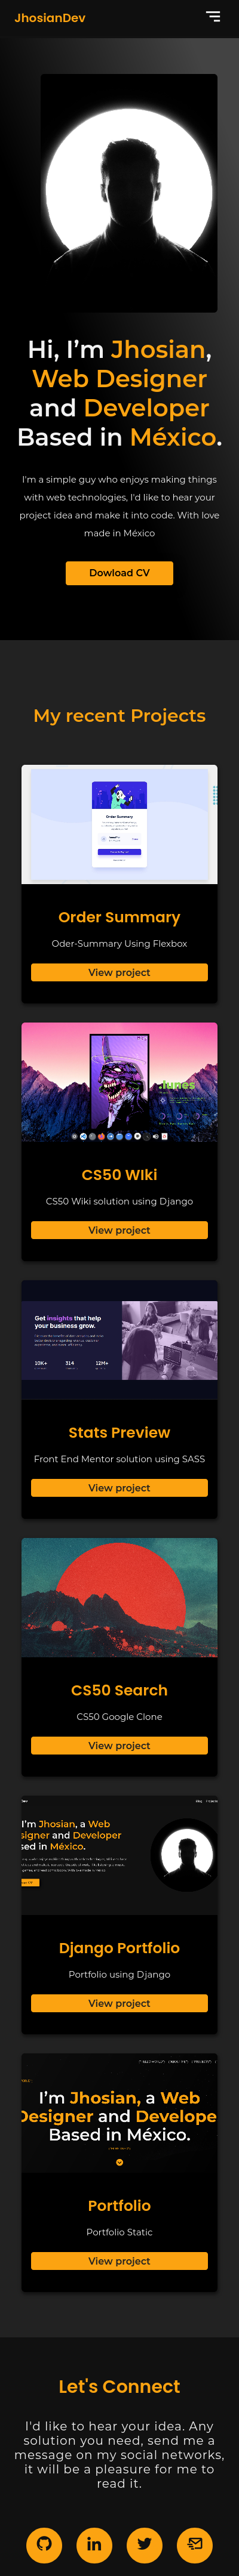 JhosianDev
Hi, I’m Jhosian,
Web Designer
and Developer
Based in México.
I'm a simple guy who enjoys making things
with web technologies, I'd like to hear your
project idea and make it into code. With love
made in México
Dowload CV
My recent Projects
Order Summary
Order Summary
Oder-Summary Using Flexbox
View project
CS50 WIki
CS50 Wiki solution using Django
View project
Get insights that help
your business grow.
10K+ 314 12M+
Stats Preview
Front End Mentor solution using SASS
View project
CS50 Search
CS50 Google Clone
View project
I’m Jhosian, a Web
signer and Developer
sed in México.
Django Portfolio
Portfolio using Django
View project
I’m Jhosian, a Web
Designer and Develope
Based in México.
Portfolio
Portfolio Static
View project
Let's Connect
I'd like to hear your idea. Any
solution you need, send me a
message on my social networks,
it will be a pleasure for me to
read it.